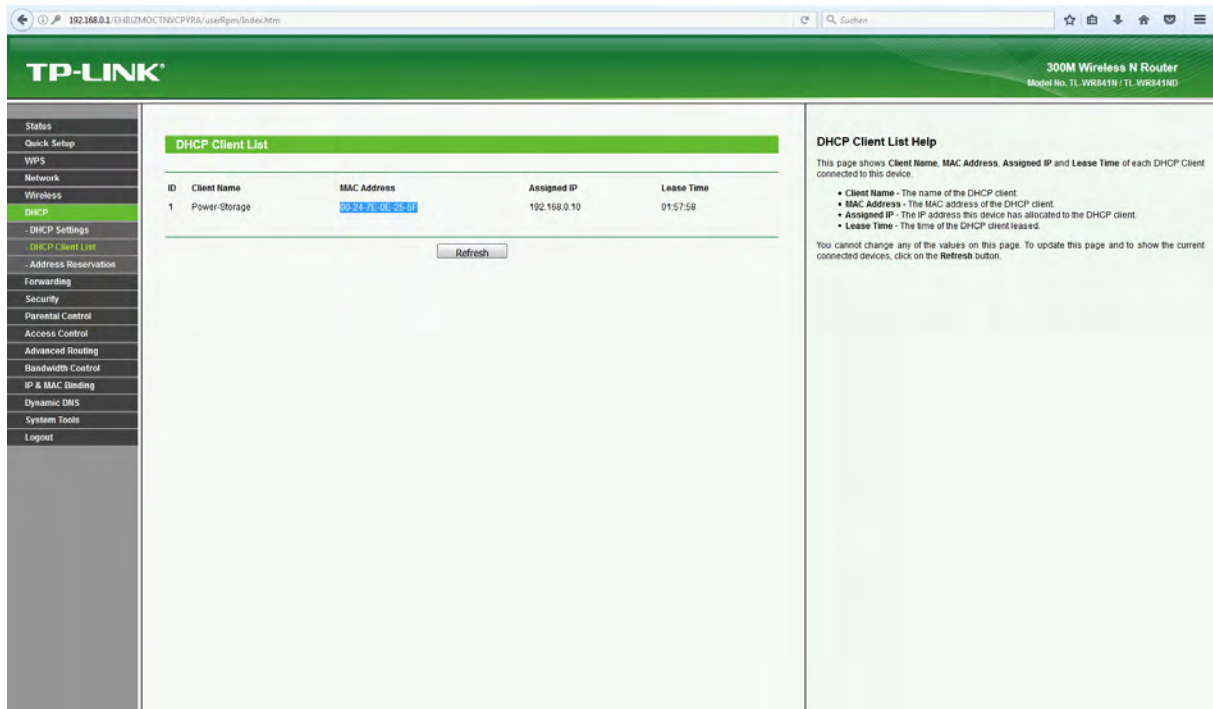 192.168.0.1/EHBIZMOCTNVCPYRA/userRpm/Index.htm
Suchen
TP-LINK®
300M Wireless N Router
Model No. TL-WR841N / TL-WR841ND
Status
Quick Setup
WPS
Network
Wireless
DHCP
- DHCP Settings
- DHCP Client List
- Address Reservation
Forwarding
Security
Parental Control
Access Control
Advanced Routing
Bandwidth Control
IP & MAC Binding
Dynamic DNS
System Tools
Logout
DHCP Client List
ID Client Name MAC Address Assigned IP Lease Time
1 Power-Storage 00-24-7E-0E-25-5F 192.168.0.10 01:57:58
Refresh
DHCP Client List Help
This page shows Client Name, MAC Address, Assigned IP and Lease Time of each DHCP Client
connected to this device.
• Client Name - The name of the DHCP client.
• MAC Address - The MAC address of the DHCP client.
• Assigned IP - The IP address this device has allocated to the DHCP client.
• Lease Time - The time of the DHCP client leased.
You cannot change any of the values on this page. To update this page and to show the current
connected devices, click on the Refresh button.